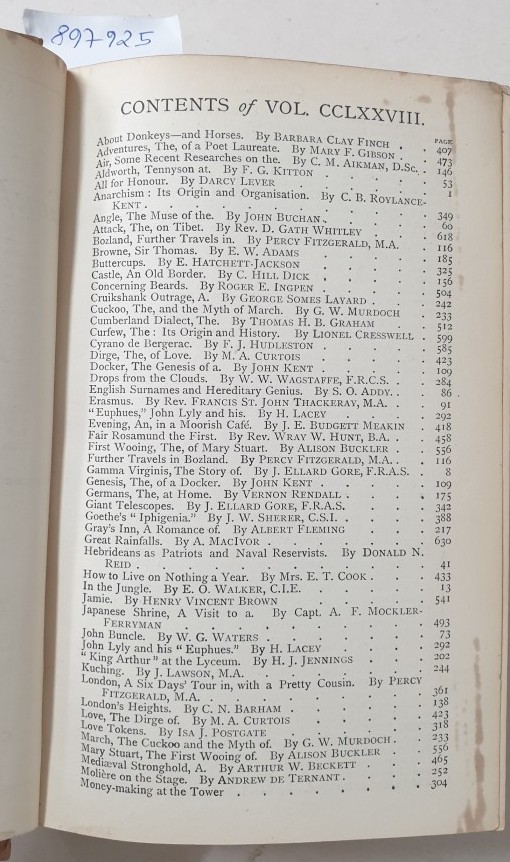 897925
CONTENTS of VOL. CCLXXVIII.
PAGE
About Donkeys—and Horses. By BARBARA CLAY FINCH . . 407
Adventures, The, of a Poet Laureate. By MARY F. GIBSON . . 473
Air, Some Recent Researches on the. By C. M. AIKMAN, D.Sc. . 146
Aldworth, Tennyson at. By F. G. KITTON . . . . 53
All for Honour. By DARCY LEVER . . . . . 1
Anarchism: Its Origin and Organisation. By C. B. ROYLANCE-
KENT . . . . . . . . 349
Angle, The Muse of the. By JOHN BUCHAN . . . . 60
Attack, The, on Tibet. By Rev. D. GATH WHITLEY . . 618
Bozland, Further Travels in. By PERCY FITZGERALD, M.A. . 116
Browne, Sir Thomas. By E. W. ADAMS . . . . 185
Buttercups. By E. HATCHETT-JACKSON . . . . 325
Castle, An Old Border. By C. HILL DICK . . . . 156
Concerning Beards. By ROGER E. INGPEN . . . . 504
Cruikshank Outrage, A. By GEORGE SOMES LAYARD . . . 242
Cuckoo, The, and the Myth of March. By G. W. MURDOCH . 233
Cumberland Dialect, The. By THOMAS H. B. GRAHAM . . 512
Curfew, The: Its Origin and History. By LIONEL CRESSWELL . 599
Cyrano de Bergerac. By F. J. HUDLESTON . . . . 585
Dirge, The, of Love. By M. A. CURTOIS . . . . 423
Docker, The Genesis of a. By JOHN KENT . . . . 109
Drops from the Clouds. By W. W. WAGSTAFFE, F.R.C.S. . . 284
English Surnames and Hereditary Genius. By S. O. ADDY. . 86
Erasmus. By Rev. FRANCIS ST. JOHN THACKERAY, M.A. . . 91
"Euphues," John Lyly and his. By H. LACEY . . . 292
Evening, An, in a Moorish Café. By J. E. BUDGETT MEAKIN . 418
Fair Rosamund the First. By Rev. WRAY W. HUNT, B.A. . . 458
First Wooing, The, of Mary Stuart. By ALISON BUCKLER . . 556
Further Travels in Bozland. By PERCY FITZGERALD, M.A. . . 116
Gamma Virginis, The Story of. By J. ELLARD GORE, F.R.A.S. . 8
Genesis, The, of a Docker. By JOHN KENT . . . . 109
Germans, The, at Home. By VERNON RENDALL . . . . 175
Giant Telescopes. By J. ELLARD GORE, F.R.A.S. . . . 342
Goethe's "Iphigenia." By J. W. SHERER, C.S.I. . . . 388
Gray's Inn, A Romance of. By ALBERT FLEMING . . . 217
Great Rainfalls. By A. MACIVOR . . . . . 630
Hebrideans as Patriots and Naval Reservists. By DONALD N.
REID . . . . . . . . 41
How to Live on Nothing a Year. By Mrs. E. T. COOK . . . 433
In the Jungle. By E. O. WALKER, C.I.E. . . . . 13
Jamie. By HENRY VINCENT BROWN . . . . . 541
Japanese Shrine, A Visit to a. By Capt. A. F. MOCKLER-
FERRYMAN . . . . . . . 493
John Buncle. By W. G. WATERS . . . . . 73
John Lyly and his "Euphues." By H. LACEY . . . 292
"King Arthur" at the Lyceum. By H. J. JENNINGS . . . 202
Kuching. By J. LAWSON, M.A. . . . . . 244
London, A Six Days' Tour in, with a Pretty Cousin. By PERCY
FITZGERALD, M.A. . . . . . . 361
London's Heights. By C. N. BARHAM . . . . . 138
Love, The Dirge of. By M. A. CURTOIS . . . . 423
Love Tokens. By ISA J. POSTGATE . . . . . 318
March, The Cuckoo and the Myth of. By G. W. MURDOCH . . 233
Mary Stuart, The First Wooing of. By ALISON BUCKLER . . 556
Mediæval Stronghold, A. By ARTHUR W. BECKETT . . . 465
Molière on the Stage. By ANDREW DE TERNANT . . . . 252
Money-making at the Tower . . . . . . 304